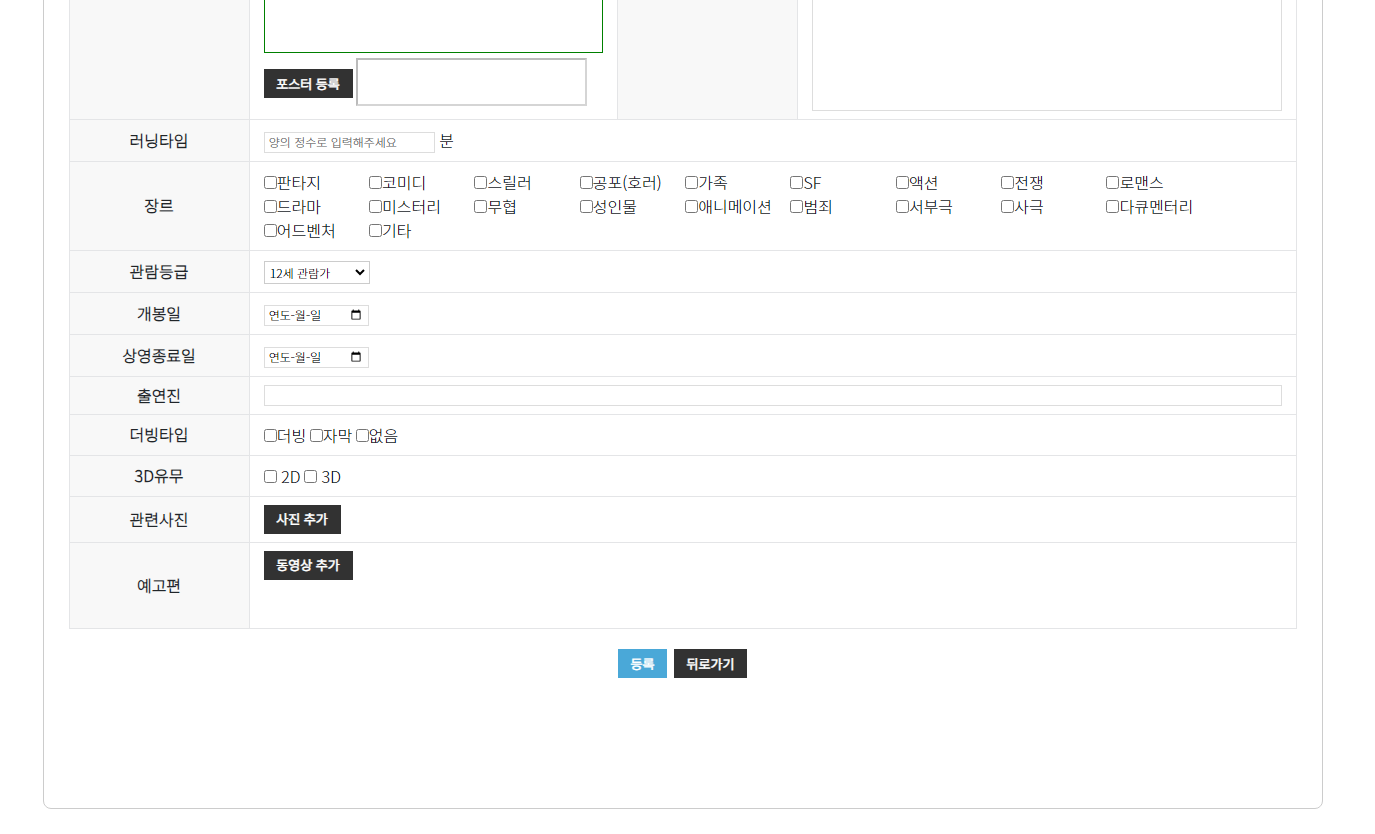 포스터 등록
러닝타임 양의 정수로 입력해주세요 분
장르
판타지 코미디 스릴러 공포(호러) 가족 SF 액션 전쟁 로맨스
드라마 미스터리 무협 성인물 애니메이션 범죄 서부극 사극 다큐멘터리
어드벤처 기타
관람등급 12세 관람가
개봉일 연도-월-일
상영종료일 연도-월-일
출연진
더빙타입 더빙 자막 없음
3D유무 2D 3D
관련사진 사진 추가
동영상 추가
예고편
등록 뒤로가기